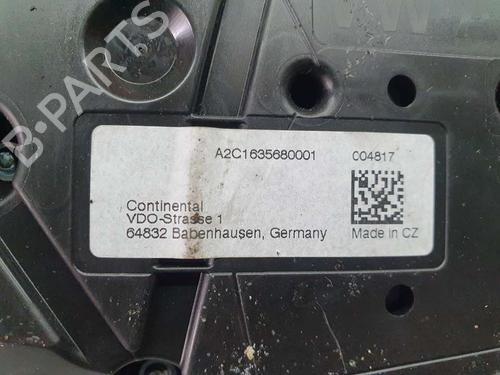 B-PARTS
A2C1635680001 C04817
Continental
VDO-Strasse 1
64832 Babenhausen, Germany Made in CZ